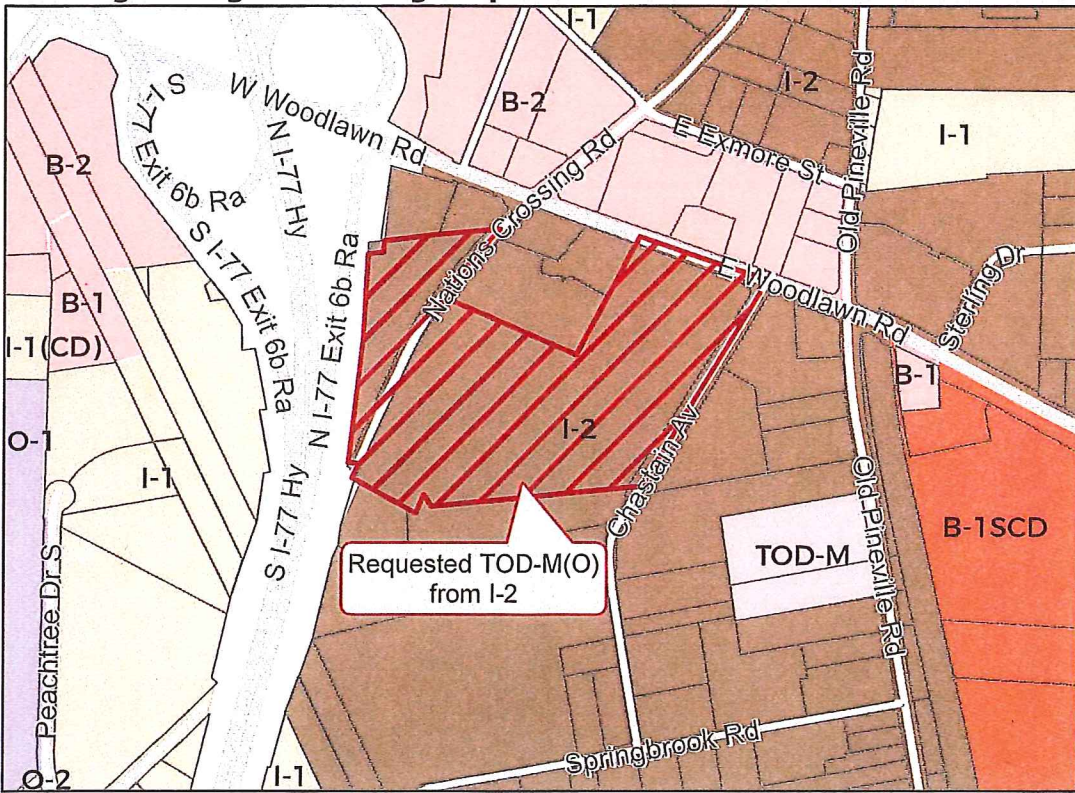 I-1
W Woodlawn Rd
S I-77 Exit 6b Ra
N I-77 Hy
B-2
B-2
Nations Crossing Rd
E Exmore St
I-2
Old Pineville Rd
I-1
S I-77 Exit 6b Ra
N I-77 Exit 6b Ra
B-1
I-1(CD)
E Woodlawn Rd
Sterling Dr
B-1
O-1
I-1
I-2
Chastain Av
S I-77 Hy
Requested TOD-M(O)
from I-2
TOD-M
Old Pineville Rd
B-1SCD
Peachtree Dr S
Springbrook Rd
O-2
I-1